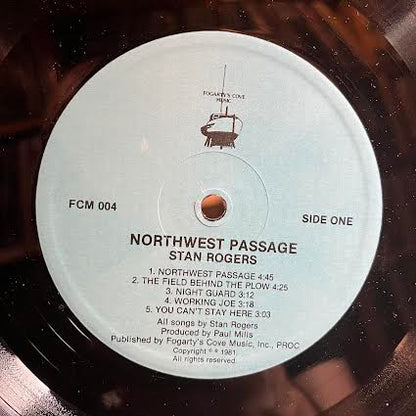 FOGARTY'S COVE
MUSIC
FCM 004
SIDE ONE
NORTHWEST PASSAGE
STAN ROGERS
1. NORTHWEST PASSAGE 4:45
2. THE FIELD BEHIND THE PLOW 4:25
3. NIGHT GUARD 3:12
4. WORKING JOE 3:18
5. YOU CAN'T STAY HERE 3:03
All songs by Stan Rogers
Produced by Paul Mills
Published by Fogarty's Cove Music, Inc., PROC
Copyright © 1981
All rights reserved.